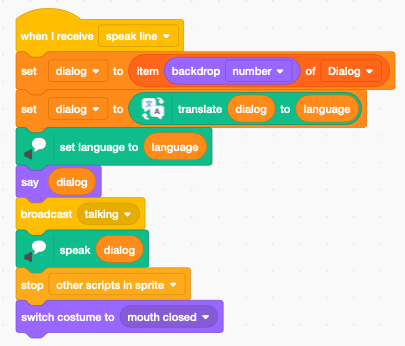 when I receive speak line
set dialog to item backdrop number of Dialog
set dialog to translate dialog to language
set language to language
say dialog
broadcast talking
speak dialog
stop other scripts in sprite
switch costume to mouth closed